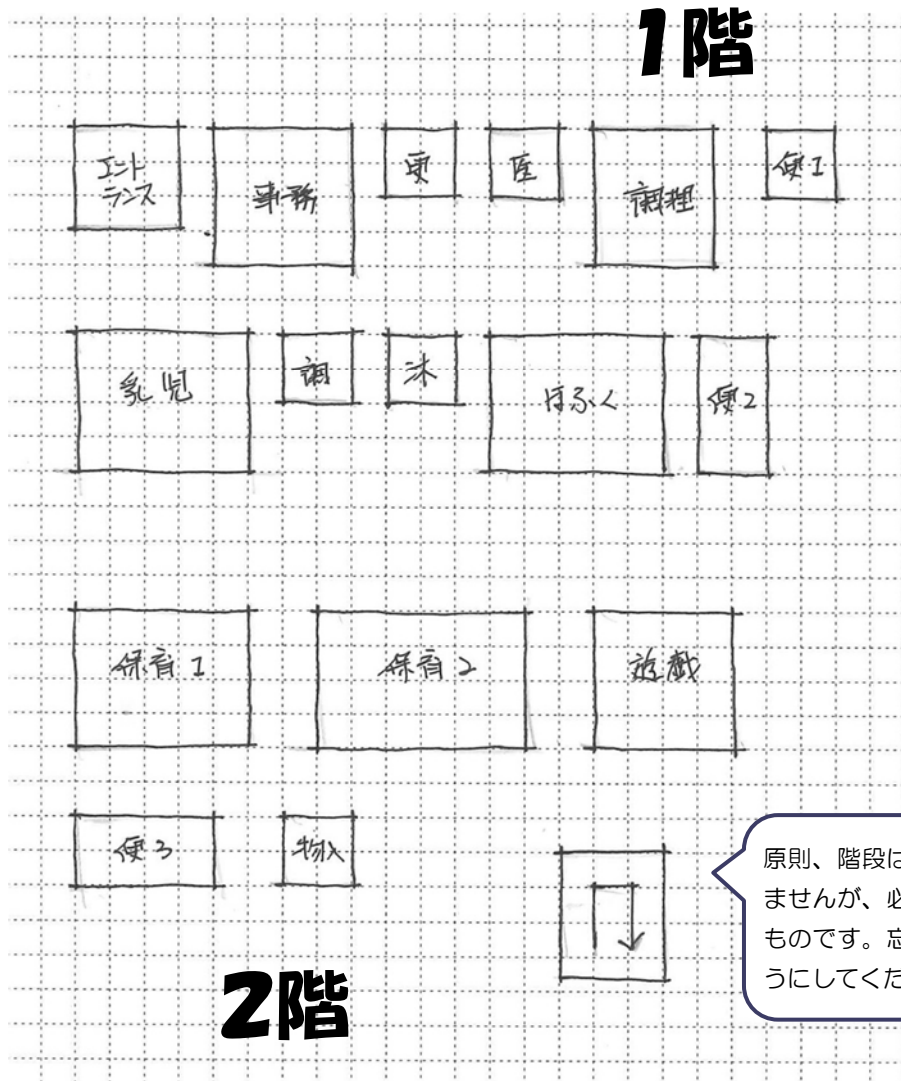 1階
エント
ランス
事務
更
医
調理
便1
乳児
調
沐
ほふく
便2
保育1
保育2
遊戯
便3
物入
原則、階段は
ませんが、必
ものです。忘
うにしてくだ
2階